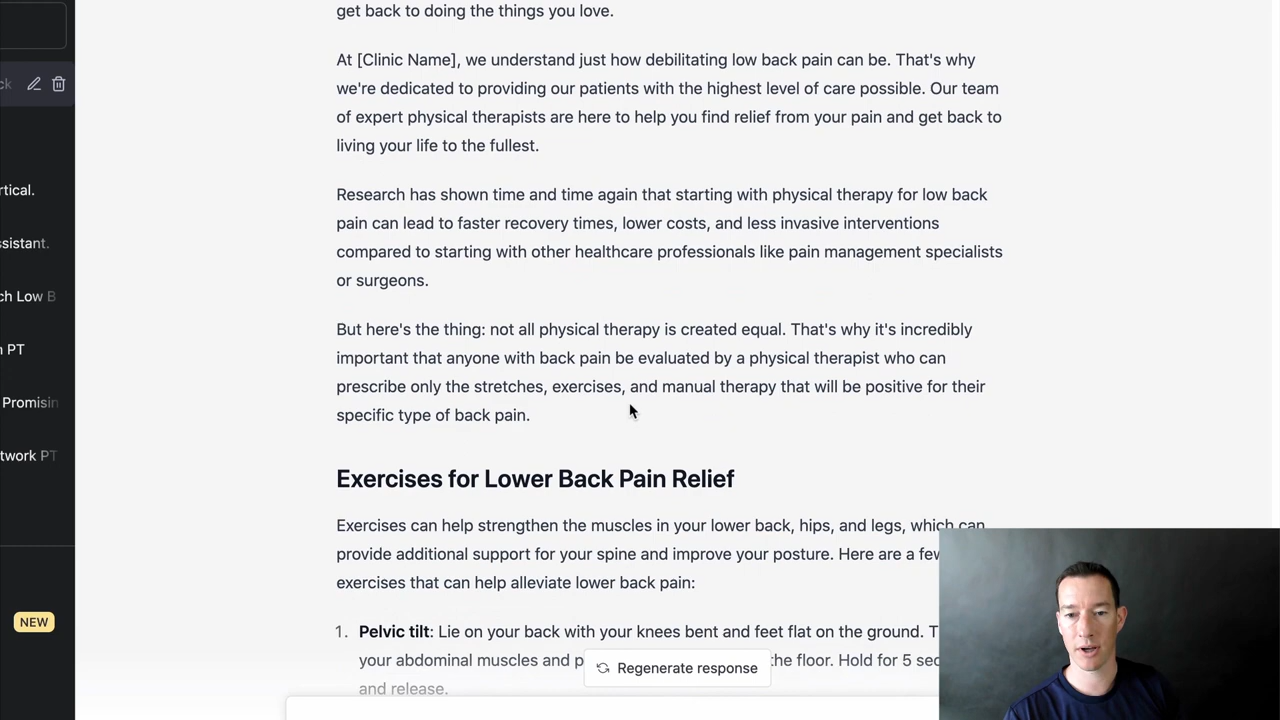 get back to doing the things you love.
At [Clinic Name], we understand just how debilitating low back pain can be. That's why
we're dedicated to providing our patients with the highest level of care possible. Our team
of expert physical therapists are here to help you find relief from your pain and get back to
living your life to the fullest.
Research has shown time and time again that starting with physical therapy for low back
pain can lead to faster recovery times, lower costs, and less invasive interventions
compared to starting with other healthcare professionals like pain management specialists
or surgeons.
But here's the thing: not all physical therapy is created equal. That's why it's incredibly
important that anyone with back pain be evaluated by a physical therapist who can
prescribe only the stretches, exercises, and manual therapy that will be positive for their
specific type of back pain.
Exercises for Lower Back Pain Relief
Exercises can help strengthen the muscles in your lower back, hips, and legs, which can
provide additional support for your spine and improve your posture. Here are a few
exercises that can help alleviate lower back pain:
1. Pelvic tilt: Lie on your back with your knees bent and feet flat on the ground. T
your abdominal muscles and p the floor. Hold for 5 sec
and release.
Regenerate response
ck
rtical.
ssistant.
ch Low B
n PT
Promisin
twork PT
NEW